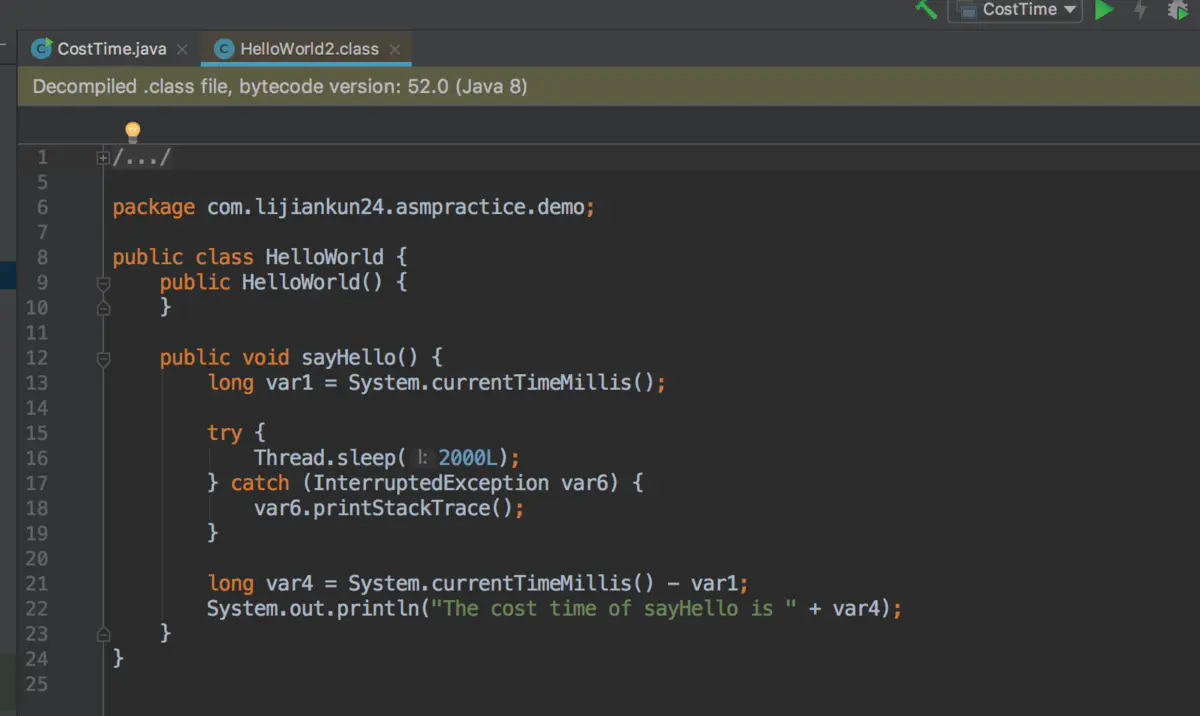 CostTime
CostTime.java HelloWorld2.class
Decompiled .class file, bytecode version: 52.0 (Java 8)
1 /.../
5
6 package com.lijiankun24.asmpractice.demo;
7
8 public class HelloWorld {
9     public HelloWorld() {
10     }
11
12     public void sayHello() {
13         long var1 = System.currentTimeMillis();
14
15         try {
16             Thread.sleep( l: 2000L);
17         } catch (InterruptedException var6) {
18             var6.printStackTrace();
19         }
20
21         long var4 = System.currentTimeMillis() - var1;
22         System.out.println("The cost time of sayHello is " + var4);
23     }
24 }
25